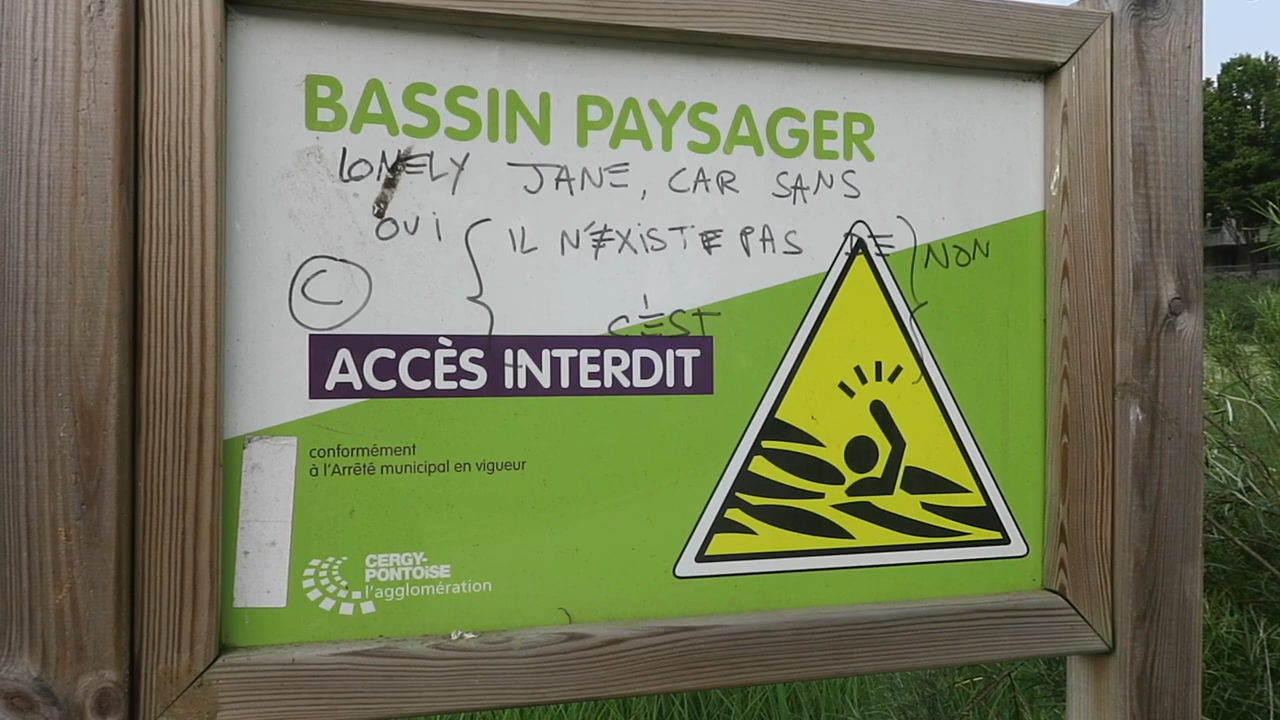 BASSIN PAYSAGER
LONELY JANE, CAR SANS
OUI { IL N'EXISTE PAS DE } NON
C
C'EST
ACCÈS INTERDIT
conformément
à l'Arrêté municipal en vigueur
CERGY-
PONTOiSE
l'agglomération